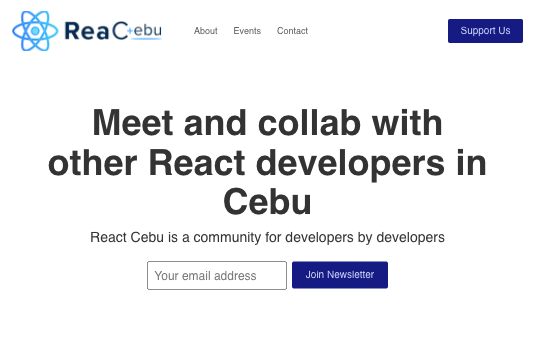 ReaC+ebu
About Events Contact
Support Us
Meet and collab with
other React developers in
Cebu
React Cebu is a community for developers by developers
Your email address
Join Newsletter